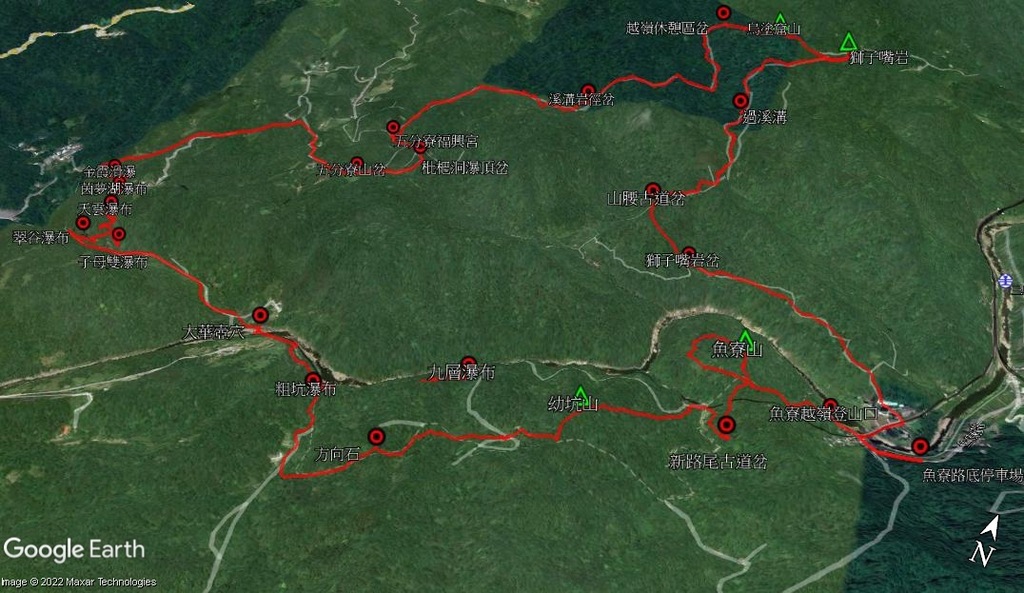 越嶺休憩區岔
烏塗窟山
獅子嘴岩
溪溝岩徑岔
過溪溝
五分寮福興宮
五分寮山岔
枇杷洞瀑頂岔
金霞滑瀑
茵夢湖瀑布
天雲瀑布
山腰古道岔
翠谷瀑布
子母雙瀑布
獅子嘴岩岔
大華壺穴
魚寮山
九層瀑布
粗坑瀑布
幼坑山
魚寮越嶺登山口
方向石
新路尾古道岔
魚寮路底停車場
N
Google Earth
Image © 2022 Maxar Technologies